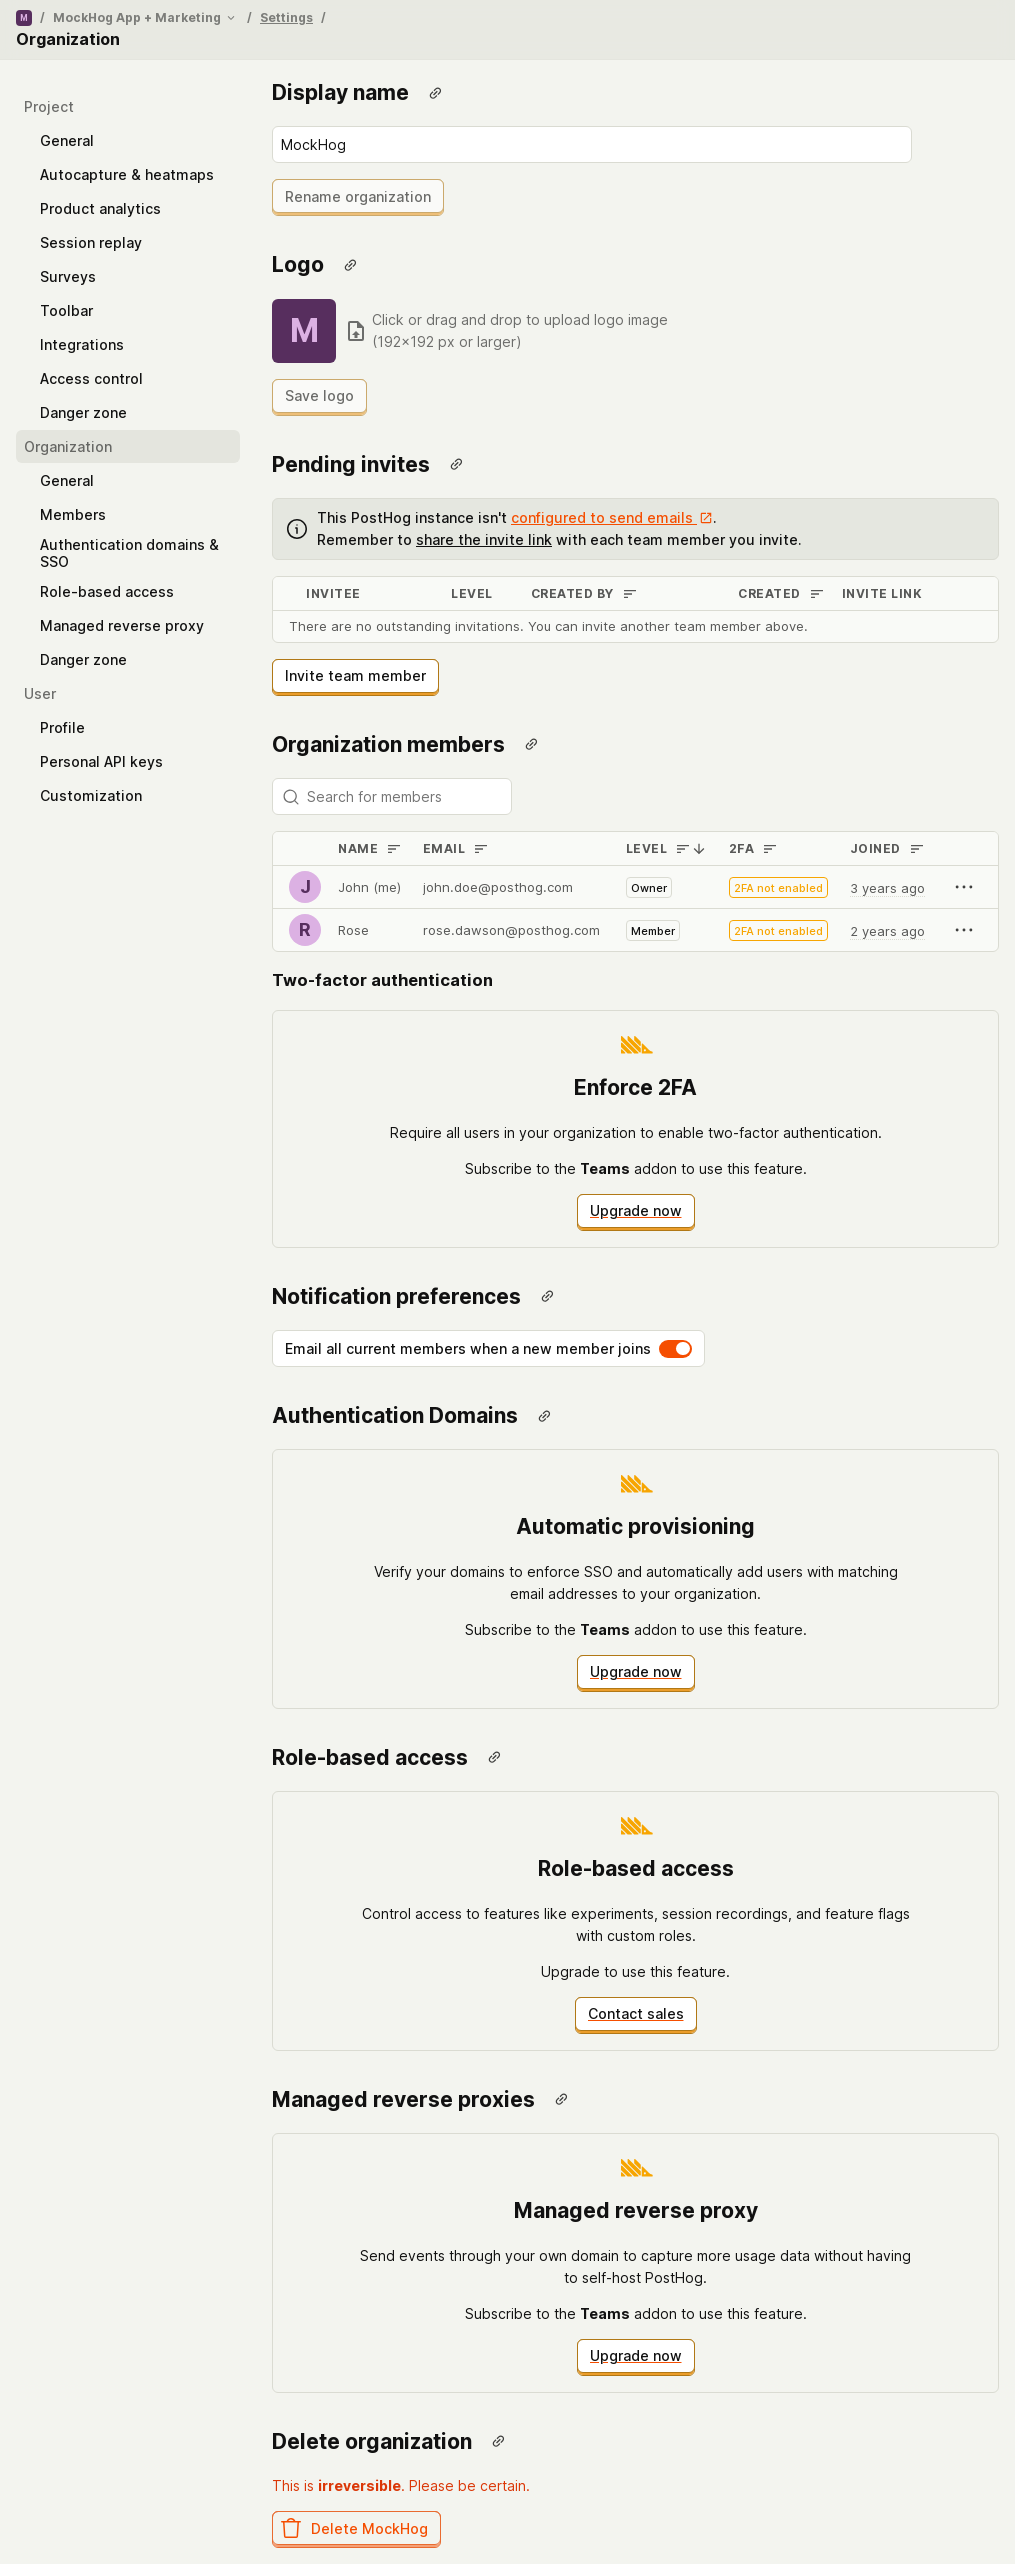 M / MockHog App + Marketing / Settings /
Organization
Project
General
Autocapture & heatmaps
Product analytics
Session replay
Surveys
Toolbar
Integrations
Access control
Danger zone
Organization
General
Members
Authentication domains &
SSO
Role-based access
Managed reverse proxy
Danger zone
User
Profile
Personal API keys
Customization
Display name
MockHog
Rename organization
Logo
M
Click or drag and drop to upload logo image
(192×192 px or larger)
Save logo
Pending invites
This PostHog instance isn't configured to send emails .
Remember to share the invite link with each team member you invite.
INVITEE LEVEL CREATED BY CREATED INVITE LINK
There are no outstanding invitations. You can invite another team member above.
Invite team member
Organization members
Search for members
NAME EMAIL LEVEL 2FA JOINED
J John (me) john.doe@posthog.com Owner 2FA not enabled 3 years ago
R Rose rose.dawson@posthog.com Member 2FA not enabled 2 years ago
Two-factor authentication
Enforce 2FA
Require all users in your organization to enable two-factor authentication.
Subscribe to the Teams addon to use this feature.
Upgrade now
Notification preferences
Email all current members when a new member joins
Authentication Domains
Automatic provisioning
Verify your domains to enforce SSO and automatically add users with matching
email addresses to your organization.
Subscribe to the Teams addon to use this feature.
Upgrade now
Role-based access
Role-based access
Control access to features like experiments, session recordings, and feature flags
with custom roles.
Upgrade to use this feature.
Contact sales
Managed reverse proxies
Managed reverse proxy
Send events through your own domain to capture more usage data without having
to self-host PostHog.
Subscribe to the Teams addon to use this feature.
Upgrade now
Delete organization
This is irreversible. Please be certain.
Delete MockHog